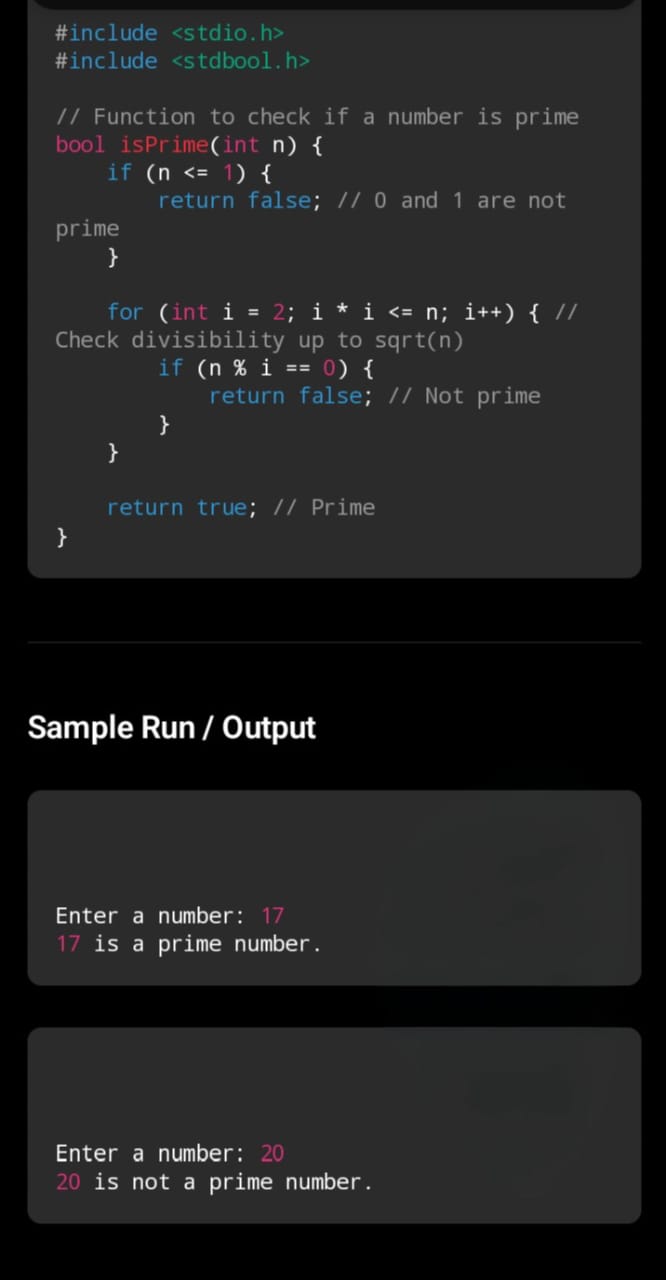 #include <stdio.h>
#include <stdbool.h>
// Function to check if a number is prime
bool isPrime(int n) {
    if (n <= 1) {
        return false; // 0 and 1 are not
prime
    }
    for (int i = 2; i * i <= n; i++) { //
Check divisibility up to sqrt(n)
        if (n % i == 0) {
            return false; // Not prime
        }
    }
    return true; // Prime
}
Sample Run / Output
Enter a number: 17
17 is a prime number.
Enter a number: 20
20 is not a prime number.